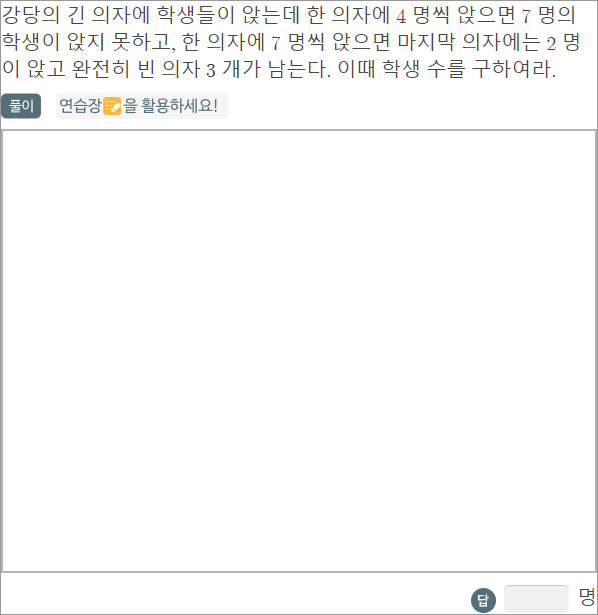 강당의 긴 의자에 학생들이 앉는데 한 의자에 4 명씩 앉으면 7 명의
학생이 앉지 못하고, 한 의자에 7 명씩 앉으면 마지막 의자에는 2 명
이 앉고 완전히 빈 의자 3 개가 남는다. 이때 학생 수를 구하여라.
풀이 연습장📝을 활용하세요!
답 명